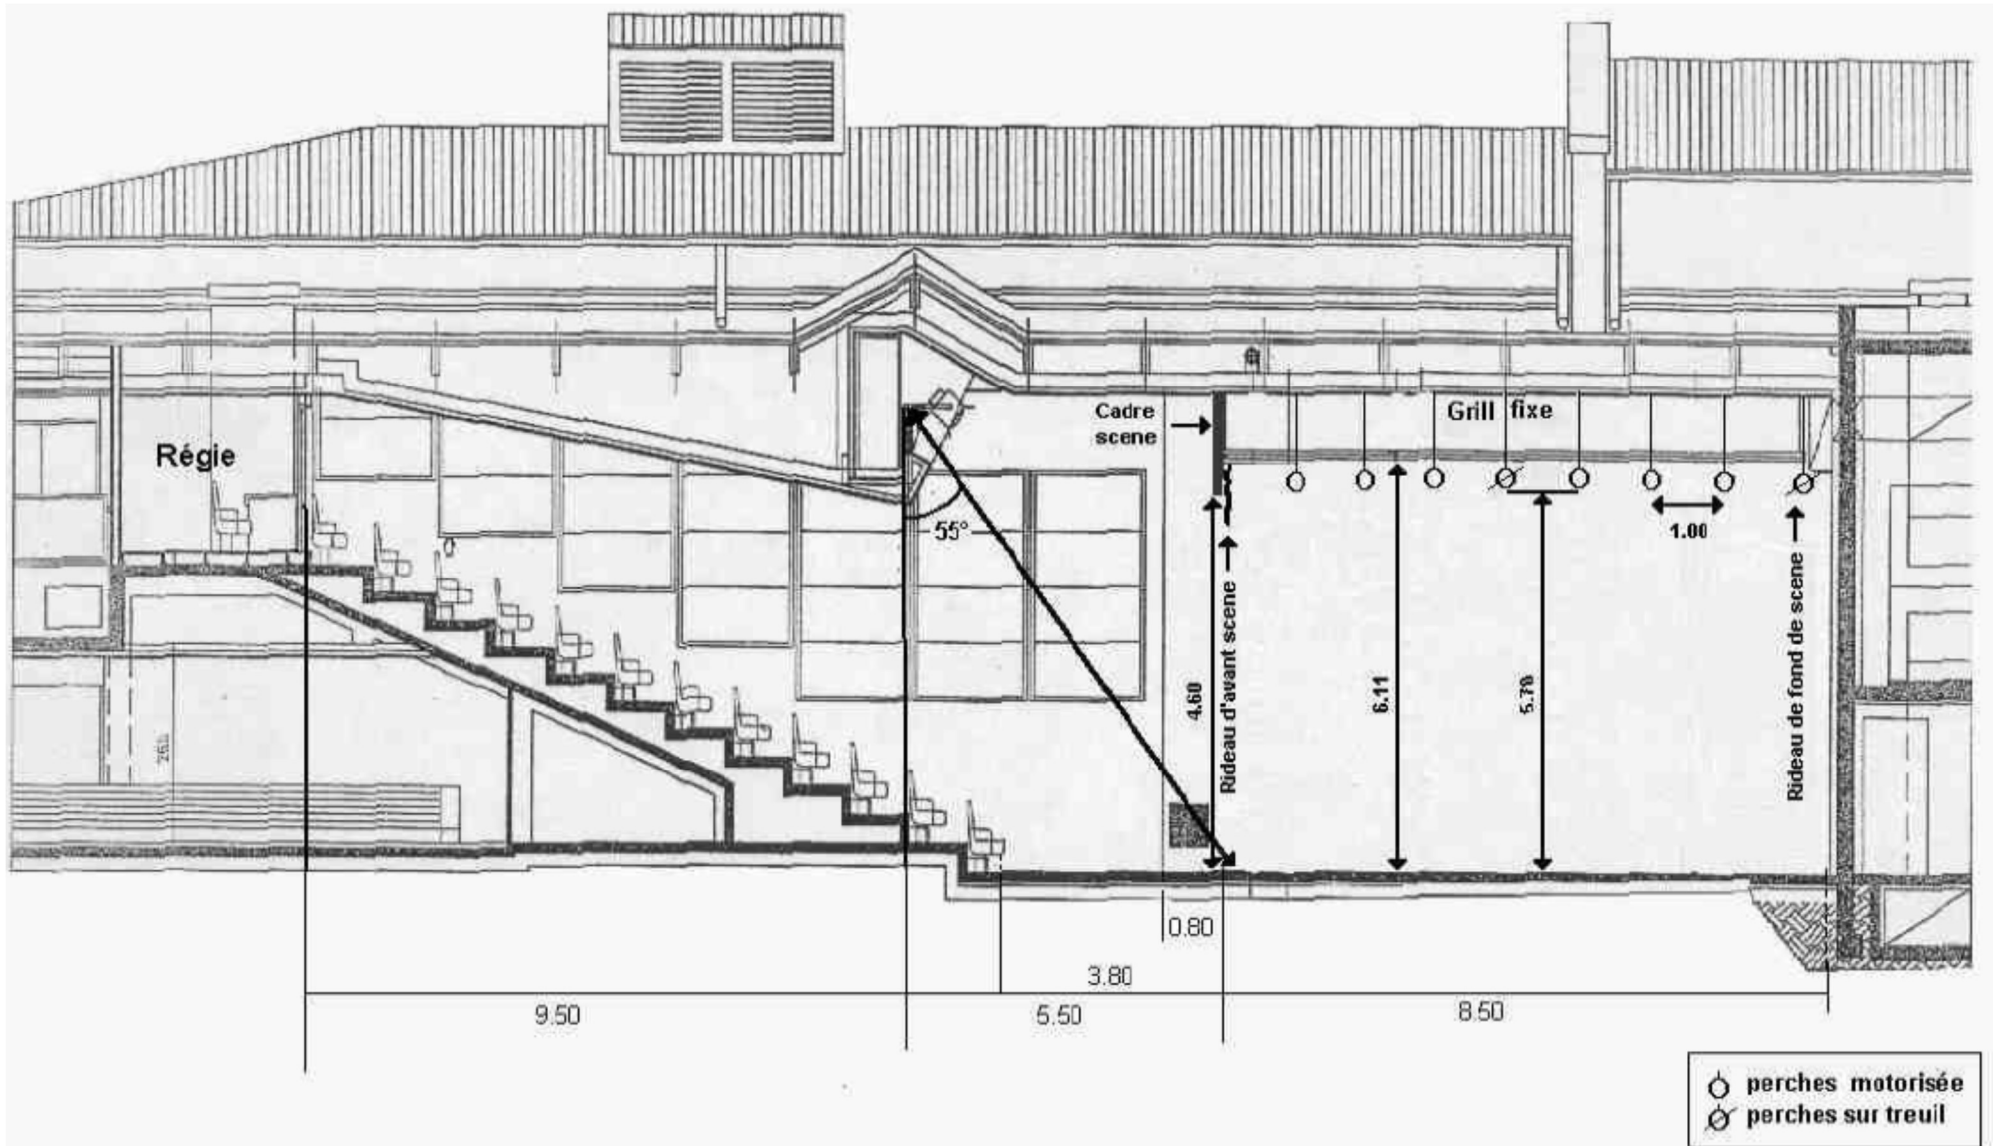 Régie
Cadre
scene
Grill fixe
55°
1.00
4.60
Rideau d'avant scene
6.11
5.78
Rideau de fond de scene
0.80
3.80
9.50
5.50
8.50
perches motorisée
perches sur treuil